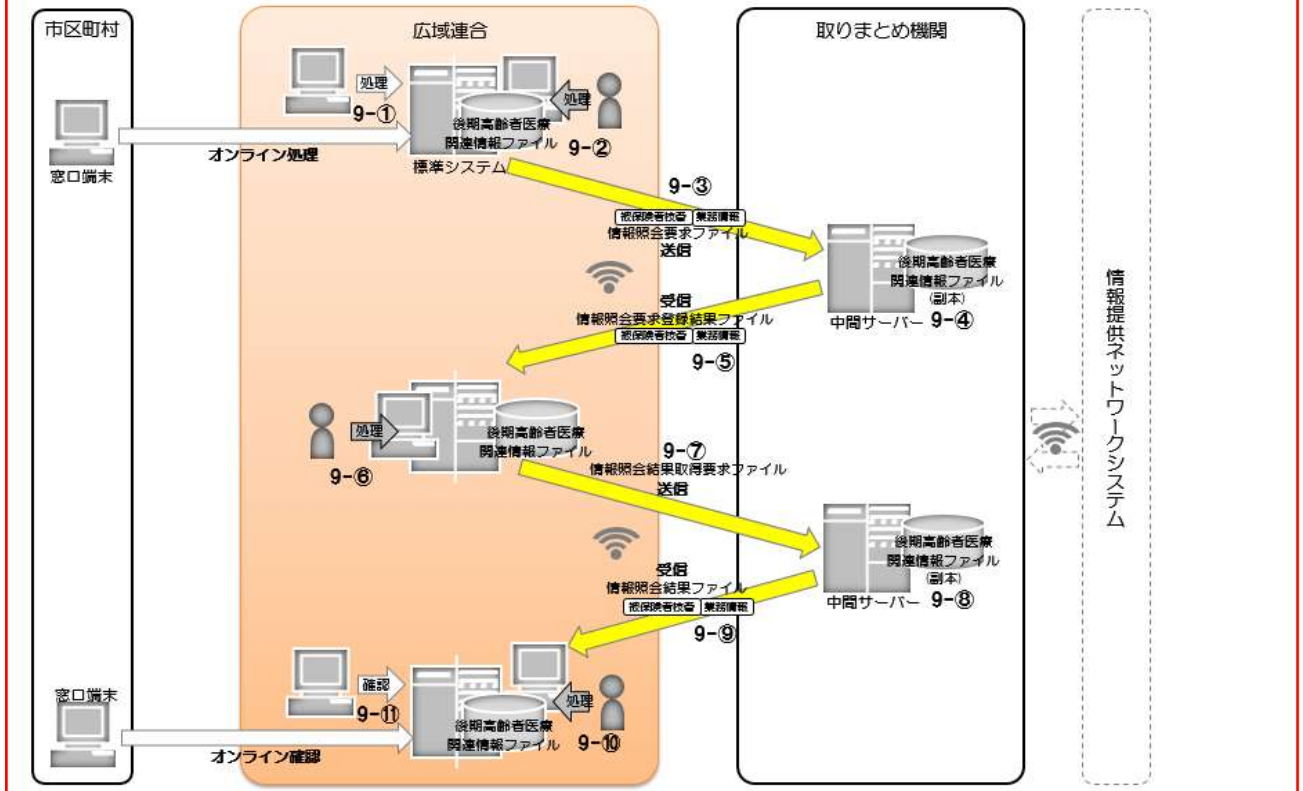 市区町村
広域連合
取りまとめ機関
処理
9-①
処理
後期高齢者医療
関連情報ファイル
9-②
標準システム
オンライン処理
窓口端末
9-③
被保険者枝番 業務情報
情報照会要求ファイル
送信
後期高齢者医療
関連情報ファイル
(副本)
中間サーバー 9-④
受信
情報照会要求登録結果ファイル
被保険者枝番 業務情報
9-⑤
情報提供ネットワークシステム
処理
9-⑥
後期高齢者医療
関連情報ファイル
9-⑦
情報照会結果取得要求ファイル
送信
後期高齢者医療
関連情報ファイル
(副本)
中間サーバー 9-⑧
受信
情報照会結果ファイル
被保険者枝番 業務情報
9-⑨
窓口端末
確認
9-⑪
処理
後期高齢者医療
関連情報ファイル
9-⑩
オンライン確認